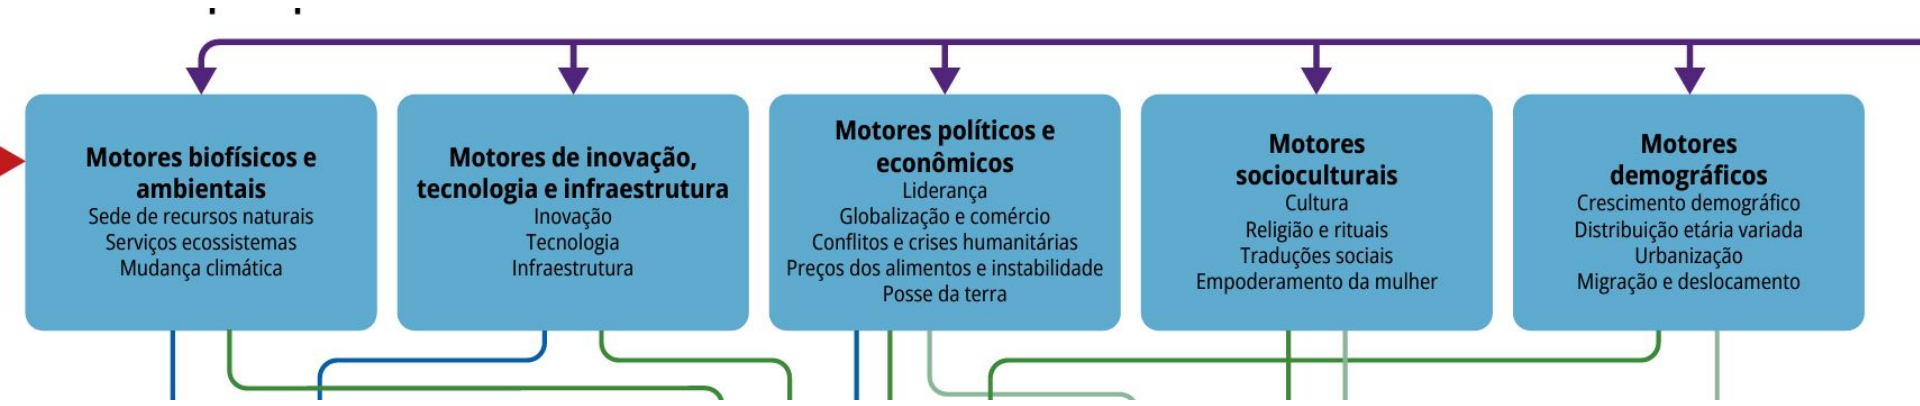 Motores biofísicos e
ambientais
Sede de recursos naturais
Serviços ecossistemas
Mudança climática
Motores de inovação,
tecnologia e infraestrutura
Inovação
Tecnologia
Infraestrutura
Motores políticos e
econômicos
Liderança
Globalização e comércio
Conflitos e crises humanitárias
Preços dos alimentos e instabilidade
Posse da terra
Motores
socioculturais
Cultura
Religião e rituais
Traduções sociais
Empoderamento da mulher
Motores
demográficos
Crescimento demográfico
Distribuição etária variada
Urbanização
Migração e deslocamento